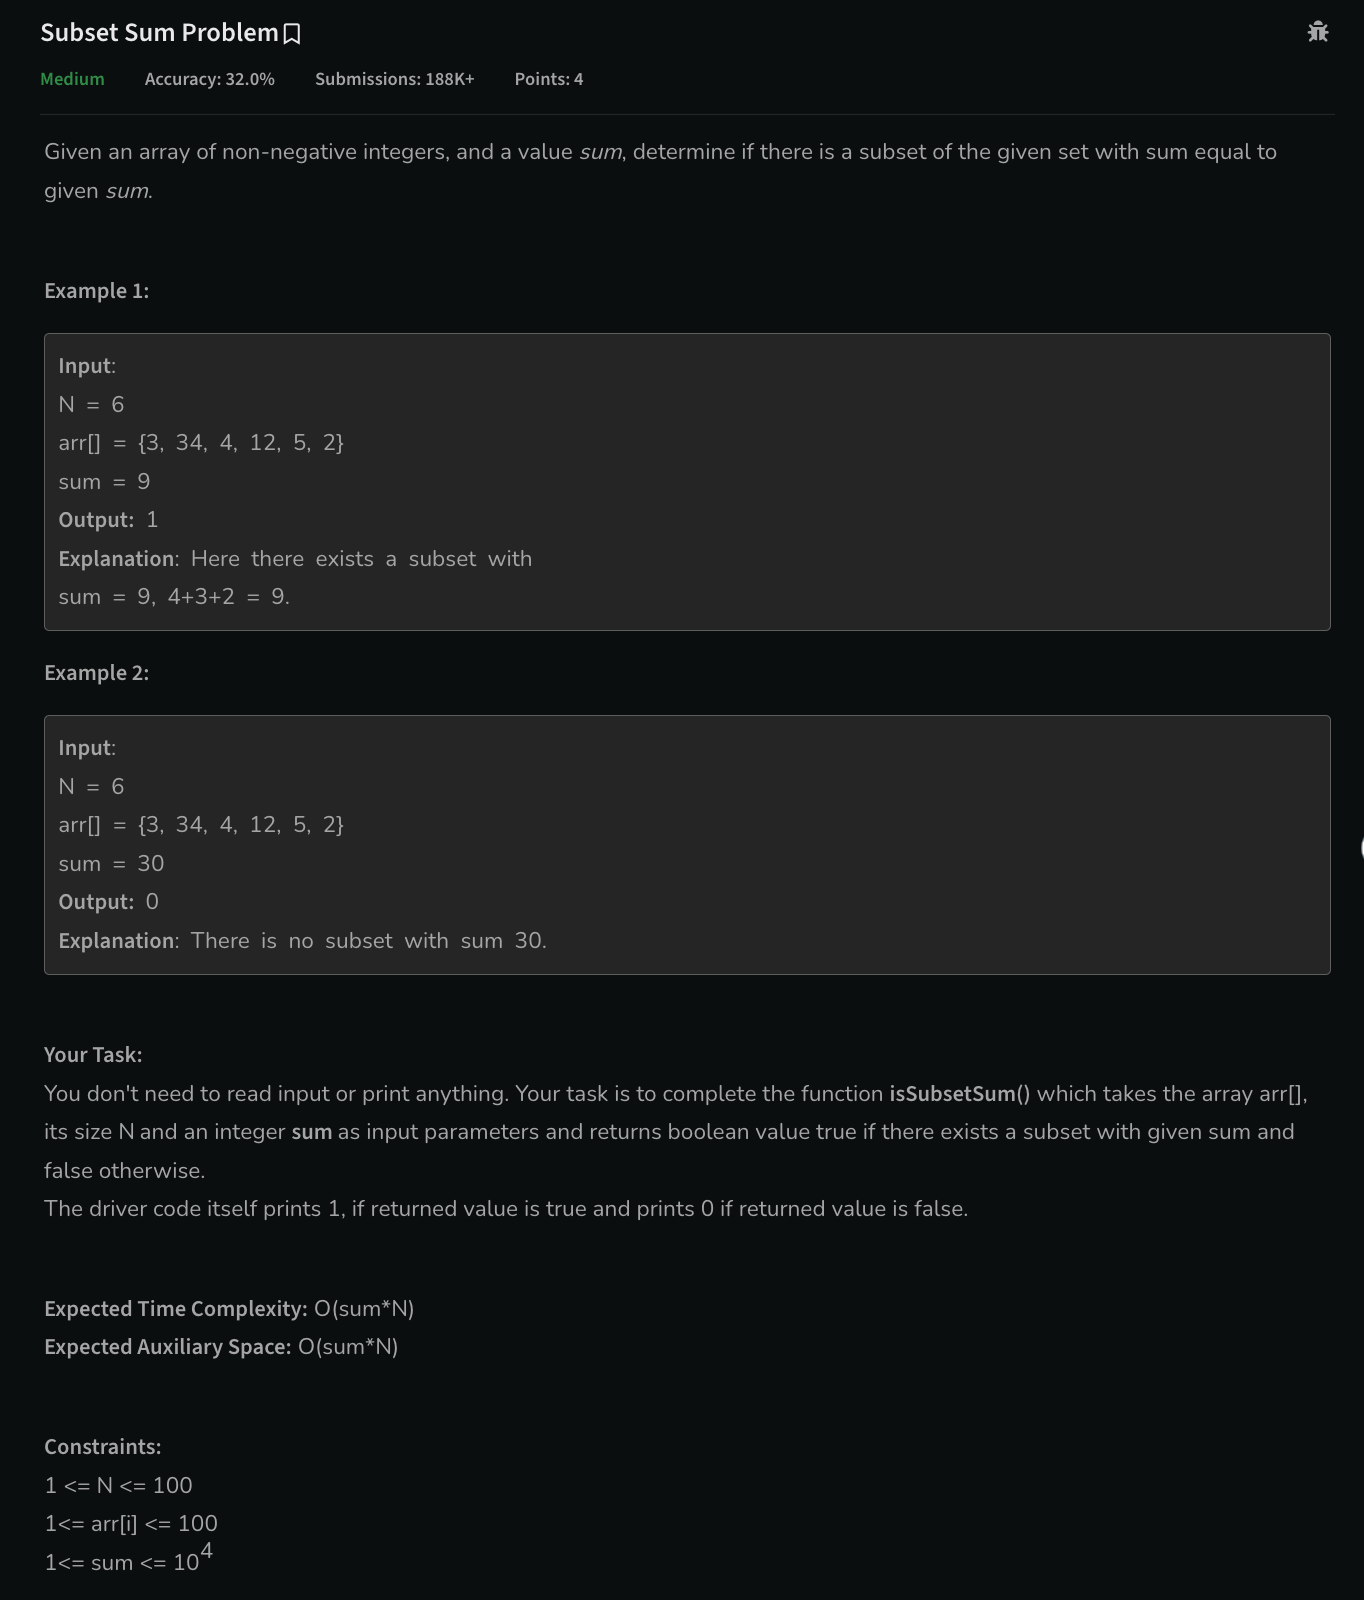 Subset Sum Problem
Medium Accuracy: 32.0% Submissions: 188K+ Points: 4
Given an array of non-negative integers, and a value sum, determine if there is a subset of the given set with sum equal to
given sum.
Example 1:
Input:
N = 6
arr[] = {3, 34, 4, 12, 5, 2}
sum = 9
Output: 1
Explanation: Here there exists a subset with
sum = 9, 4+3+2 = 9.
Example 2:
Input:
N = 6
arr[] = {3, 34, 4, 12, 5, 2}
sum = 30
Output: 0
Explanation: There is no subset with sum 30.
Your Task:
You don't need to read input or print anything. Your task is to complete the function isSubsetSum() which takes the array arr[],
its size N and an integer sum as input parameters and returns boolean value true if there exists a subset with given sum and
false otherwise.
The driver code itself prints 1, if returned value is true and prints 0 if returned value is false.
Expected Time Complexity: O(sum*N)
Expected Auxiliary Space: O(sum*N)
Constraints:
1 <= N <= 100
1<= arr[i] <= 100
1<= sum <= 10⁴